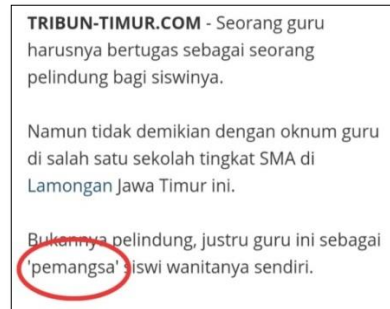 TRIBUN-TIMUR.COM - Seorang guru
harusnya bertugas sebagai seorang
pelindung bagi siswinya.
Namun tidak demikian dengan oknum guru
di salah satu sekolah tingkat SMA di
Lamongan Jawa Timur ini.
Bukannya pelindung, justru guru ini sebagai
'pemangsa' siswi wanitanya sendiri.